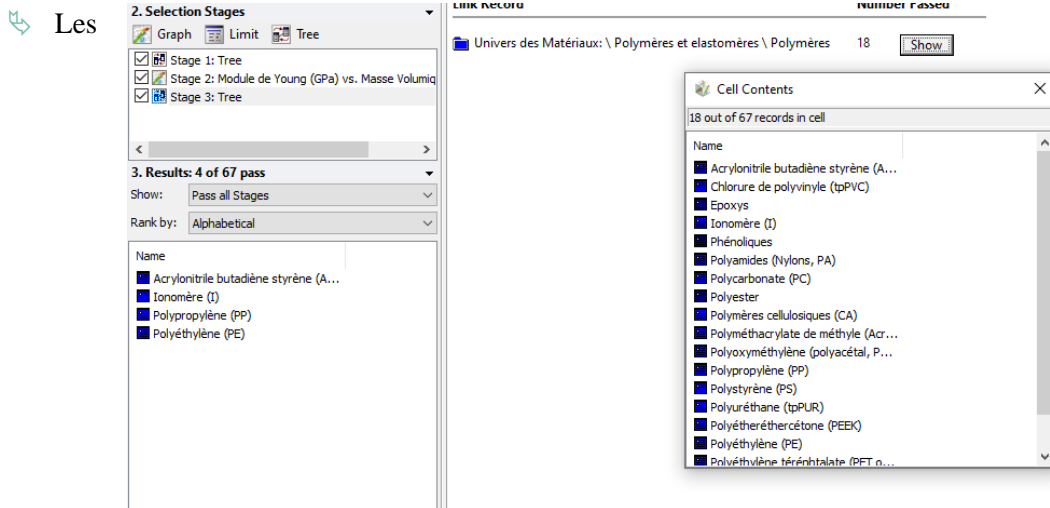 Les
2. Selection Stages
Graph Limit Tree
Stage 1: Tree
Stage 2: Module de Young (GPa) vs. Masse Volumiq
Stage 3: Tree
3. Results: 4 of 67 pass
Show: Pass all Stages
Rank by: Alphabetical
Name
Acrylonitrile butadiène styrène (A...
Ionomère (I)
Polypropylène (PP)
Polyéthylène (PE)
Link Record Number Passed
Univers des Matériaux: \ Polymères et elastomères \ Polymères 18 Show
Cell Contents
18 out of 67 records in cell
Name
Acrylonitrile butadiène styrène (A...
Chlorure de polyvinyle (tpPVC)
Epoxys
Ionomère (I)
Phénoliques
Polyamides (Nylons, PA)
Polycarbonate (PC)
Polyester
Polymères cellulosiques (CA)
Polyméthacrylate de méthyle (Acr...
Polyoxyméthylène (polyacétal, P...
Polypropylène (PP)
Polystyrène (PS)
Polyuréthane (tpPUR)
Polyétheréthercétone (PEEK)
Polyéthylène (PE)
Polyéthylène téréphtalate (PET o...